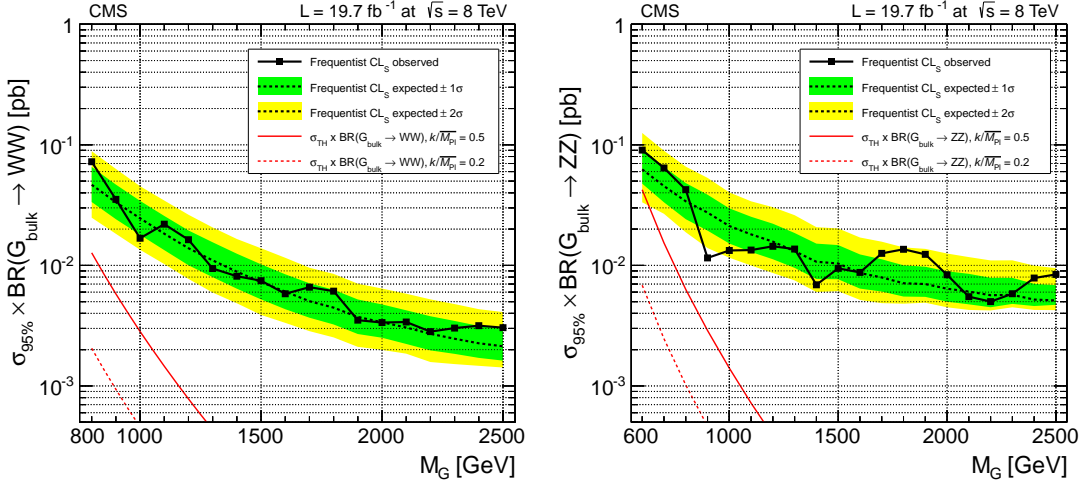 CMS L = 19.7 fb⁻¹ at √s = 8 TeV
σ95% × BR(Gbulk → WW) [pb]
1
Frequentist CLS observed
Frequentist CLS expected ± 1σ
Frequentist CLS expected ± 2σ
σTH x BR(Gbulk → WW), k/M̅Pl = 0.5
σTH x BR(Gbulk → WW), k/M̅Pl = 0.2
10⁻¹
10⁻²
10⁻³
800 1000 1500 2000 2500
MG [GeV]
CMS L = 19.7 fb⁻¹ at √s = 8 TeV
σ95% × BR(Gbulk → ZZ) [pb]
1
Frequentist CLS observed
Frequentist CLS expected ± 1σ
Frequentist CLS expected ± 2σ
σTH x BR(Gbulk → ZZ), k/M̅Pl = 0.5
σTH x BR(Gbulk → ZZ), k/M̅Pl = 0.2
10⁻¹
10⁻²
10⁻³
600 1000 1500 2000 2500
MG [GeV]